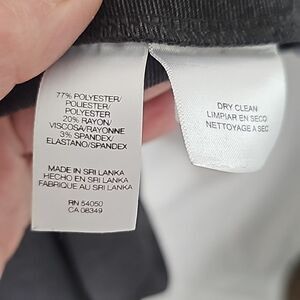 77% POLYESTER/
POLIESTER
POLYESTER
20% RAYON/
VISCOSA/RAYONNE
3% SPANDEX/
ELASTANO/SPANDEX
MADE IN SRI LANKA
HECHO EN SRI LANKA
FABRIQUE AU SRI LANKA
RN 54050
CA 08349
DRY CLEAN
LIMPIAR EN SECO
NETTOYAGE A SEC